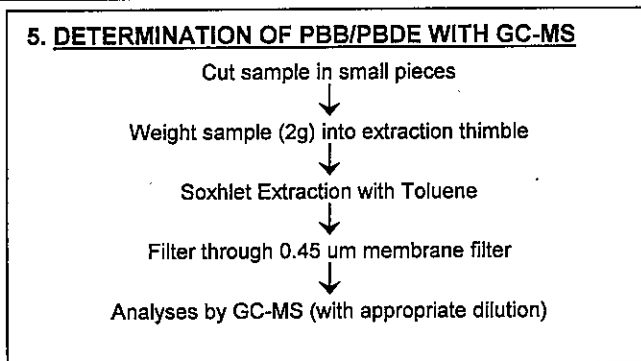 5. DETERMINATION OF PBB/PBDE WITH GC-MS
Cut sample in small pieces
Weight sample (2g) into extraction thimble
Soxhlet Extraction with Toluene
Filter through 0.45 um membrane filter
Analyses by GC-MS (with appropriate dilution)